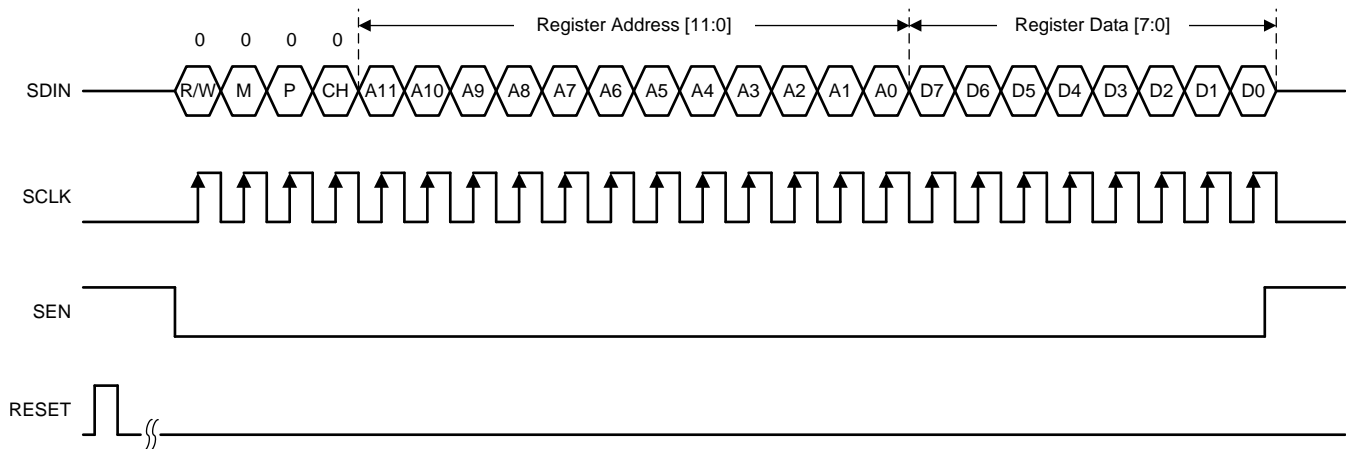 Register Address [11:0] Register Data [7:0]
0 0 0 0
SDIN R/W M P CH A11 A10 A9 A8 A7 A6 A5 A4 A3 A2 A1 A0 D7 D6 D5 D4 D3 D2 D1 D0
SCLK
SEN
RESET